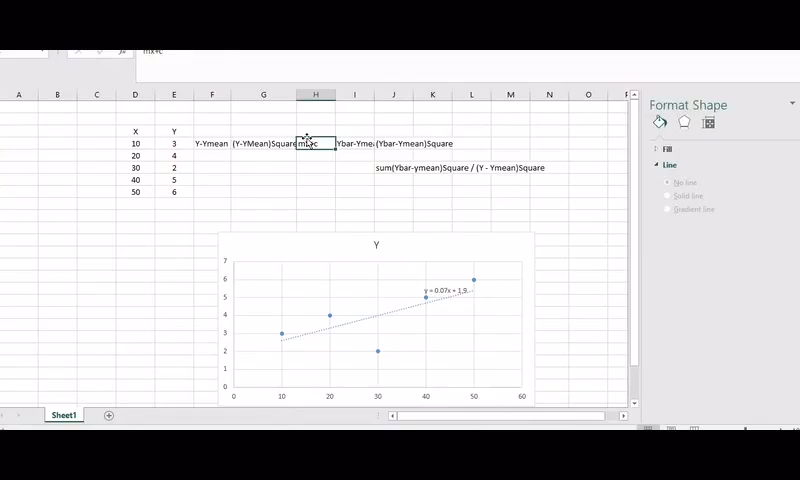 mx+c
Format Shape
A B C D E F G H I J K L M N O
Fill
Line
No line
Solid line
Gradient line
X Y
10 3 Y-Ymean (Y-YMean)Square mx+c Ybar-Yme (Ybar-Ymean)Square
20 4
30 2 sum(Ybar-ymean)Square / (Y - Ymean)Square
40 5
50 6
Y
7
6
5
4
3
2
1
0
y = 0.07x + 1.9
0 10 20 30 40 50 60
Sheet1